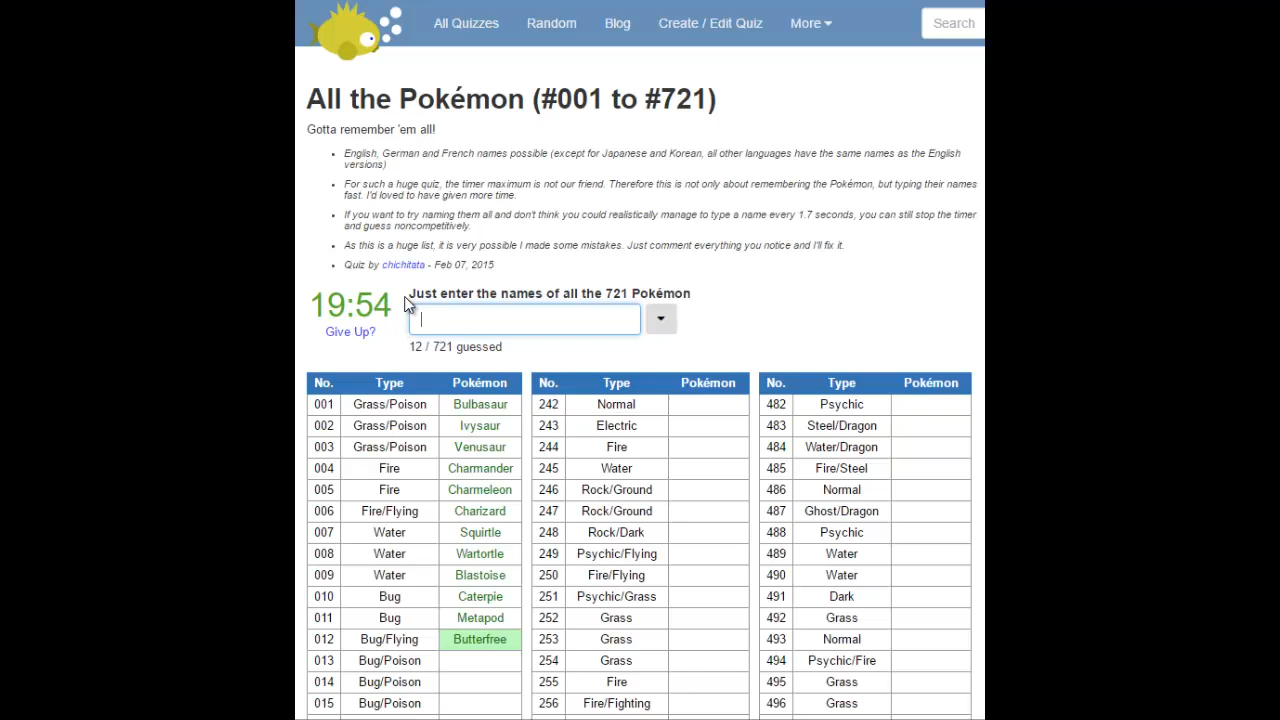 All Quizzes Random Blog Create / Edit Quiz More Search
All the Pokémon (#001 to #721)
Gotta remember 'em all!
English, German and French names possible (except for Japanese and Korean, all other languages have the same names as the English
versions)
For such a huge quiz, the timer maximum is not our friend. Therefore this is not only about remembering the Pokémon, but typing their names
fast. I'd loved to have given more time.
If you want to try naming them all and don't think you could realistically manage to type a name every 1.7 seconds, you can still stop the timer
and guess noncompetitively.
As this is a huge list, it is very possible I made some mistakes. Just comment everything you notice and I'll fix it.
Quiz by chichitata - Feb 07, 2015
19:54
Give Up?
Just enter the names of all the 721 Pokémon
12 / 721 guessed
No. Type Pokémon No. Type Pokémon No. Type Pokémon
001 Grass/Poison Bulbasaur 242 Normal 482 Psychic
002 Grass/Poison Ivysaur 243 Electric 483 Steel/Dragon
003 Grass/Poison Venusaur 244 Fire 484 Water/Dragon
004 Fire Charmander 245 Water 485 Fire/Steel
005 Fire Charmeleon 246 Rock/Ground 486 Normal
006 Fire/Flying Charizard 247 Rock/Ground 487 Ghost/Dragon
007 Water Squirtle 248 Rock/Dark 488 Psychic
008 Water Wartortle 249 Psychic/Flying 489 Water
009 Water Blastoise 250 Fire/Flying 490 Water
010 Bug Caterpie 251 Psychic/Grass 491 Dark
011 Bug Metapod 252 Grass 492 Grass
012 Bug/Flying Butterfree 253 Grass 493 Normal
013 Bug/Poison 254 Grass 494 Psychic/Fire
014 Bug/Poison 255 Fire 495 Grass
015 Bug/Poison 256 Fire/Fighting 496 Grass